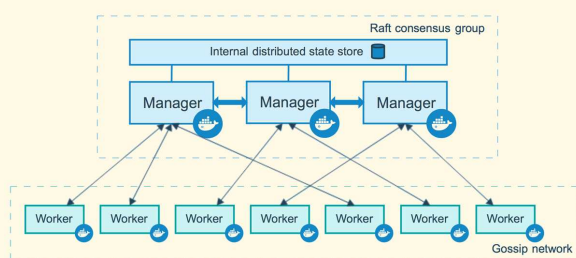 Raft consensus group
Internal distributed state store
Manager Manager Manager
Worker Worker Worker Worker Worker Worker Worker
Gossip network